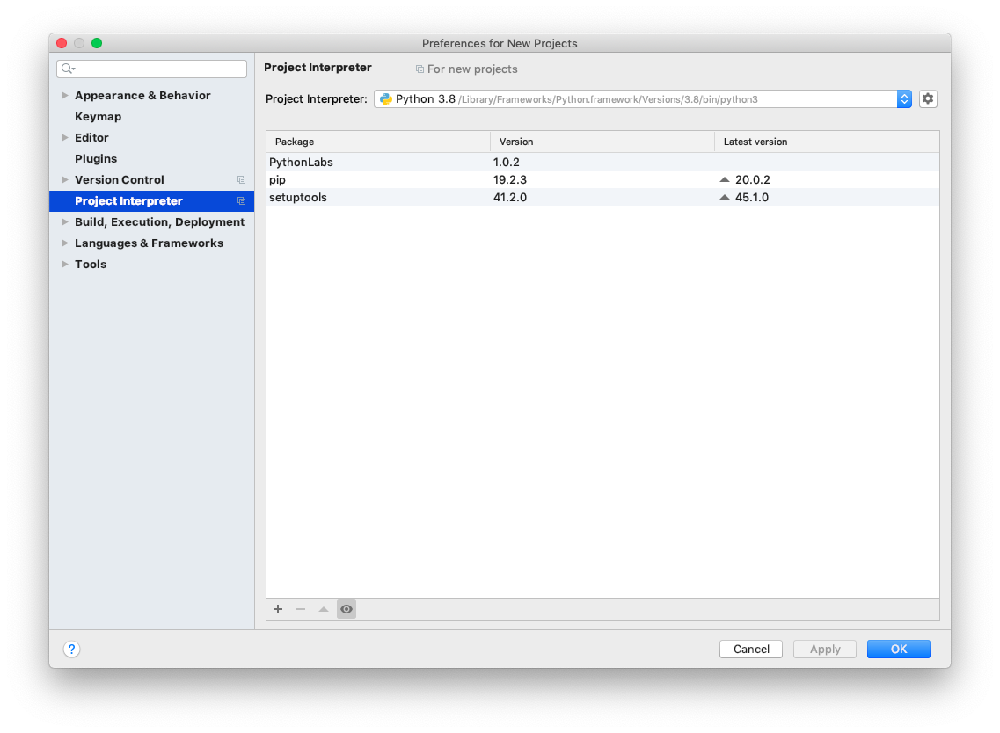 Preferences for New Projects
Appearance & Behavior
Keymap
Editor
Plugins
Version Control
Project Interpreter
Build, Execution, Deployment
Languages & Frameworks
Tools
Project Interpreter For new projects
Project Interpreter: Python 3.8 /Library/Frameworks/Python.framework/Versions/3.8/bin/python3
Package Version Latest version
PythonLabs 1.0.2
pip 19.2.3 20.0.2
setuptools 41.2.0 45.1.0
? Cancel Apply OK